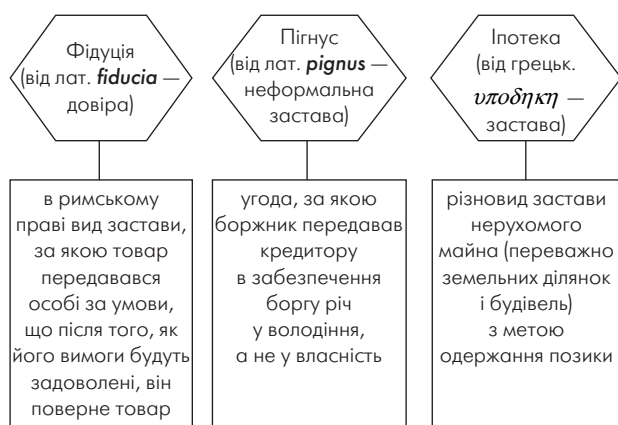 Фідуція
(від лат. fiducia —
довіра)
в римському
праві вид застави,
за якою товар
передавався
особі за умови,
що після того, як
його вимоги будуть
задоволені, він
поверне товар
Пігнус
(від лат. pignus —
неформальна
застава)
угода, за якою
боржник передавав
кредитору
в забезпечення
боргу річ
у володіння,
а не у власність
Іпотека
(від грецьк.
υποδηκη —
застава)
різновид застави
нерухомого
майна (переважно
земельних ділянок
і будівель)
з метою
одержання позики